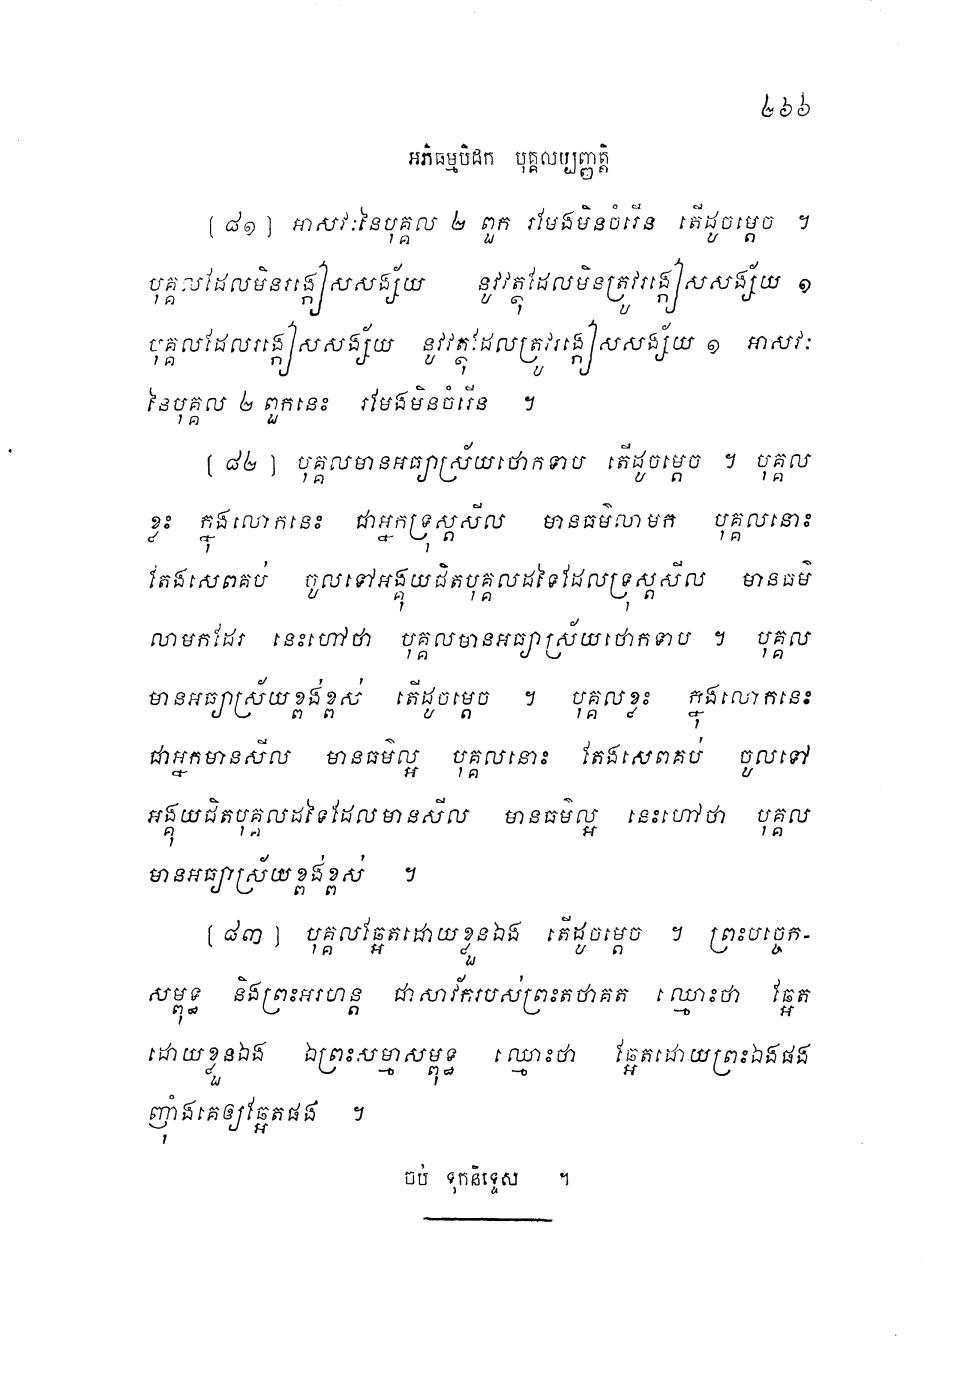 ២៦៦
អភិធម្មបិដក បុគ្គលប្បញ្ញត្តិ
[ ៨១ ] អាសវៈនៃបុគ្គល ២ ពួក រមែងមិនចំរើន តើដូចម្តេច ។
បុគ្គលដែលមិនរង្កៀសសង្ស័យ នូវវត្ថុដែលមិនត្រូវរង្កៀសសង្ស័យ ១
បុគ្គលដែលរង្កៀសសង្ស័យ នូវវត្ថុដែលត្រូវរង្កៀសសង្ស័យ ១ អាសវៈ
នៃបុគ្គល ២ ពួកនេះ រមែងមិនចំរើន ។
[ ៨២ ] បុគ្គលមានអធ្យាស្រ័យថោកទាប តើដូចម្តេច ។ បុគ្គល
ខ្លះ ក្នុងលោកនេះ ជាអ្នកទ្រុស្តសីល មានធម៌លាមក បុគ្គលនោះ
តែងសេពគប់ ចូលទៅអង្គុយជិតបុគ្គលដទៃដែលទ្រុស្តសីល មានធម៌
លាមកដែរ នេះហៅថា បុគ្គលមានអធ្យាស្រ័យថោកទាប ។ បុគ្គល
មានអធ្យាស្រ័យខ្ពង់ខ្ពស់ តើដូចម្តេច ។ បុគ្គលខ្លះ ក្នុងលោកនេះ
ជាអ្នកមានសីល មានធម៌ល្អ បុគ្គលនោះ តែងសេពគប់ ចូលទៅ
អង្គុយជិតបុគ្គលដទៃដែលមានសីល មានធម៌ល្អ នេះហៅថា បុគ្គល
មានអធ្យាស្រ័យខ្ពង់ខ្ពស់ ។
[ ៨៣ ] បុគ្គលឆ្អែតដោយខ្លួនឯង តើដូចម្តេច ។ ព្រះបច្ចេក-
សម្ពុទ្ធ និងព្រះអរហន្ត ជាសាវ័ករបស់ព្រះតថាគត ឈ្មោះថា ឆ្អែត
ដោយខ្លួនឯង ឯព្រះសម្មាសម្ពុទ្ធ ឈ្មោះថា ឆ្អែតដោយព្រះឯងផង
ញ៉ាំងគេឲ្យឆ្អែតផង ។
ចប់ ទុកនិទ្ទេស ។